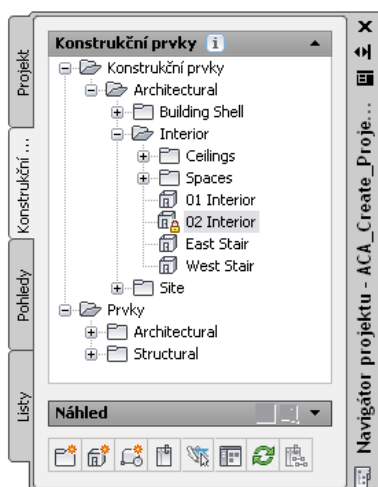 Projekt
Konstrukční ...
Pohledy
Listy
Konstrukční prvky
Konstrukční prvky
Architectural
Building Shell
Interior
Ceilings
Spaces
01 Interior
02 Interior
East Stair
West Stair
Site
Prvky
Architectural
Structural
Náhled
Navigátor projektu - ACA_Create_Proje...